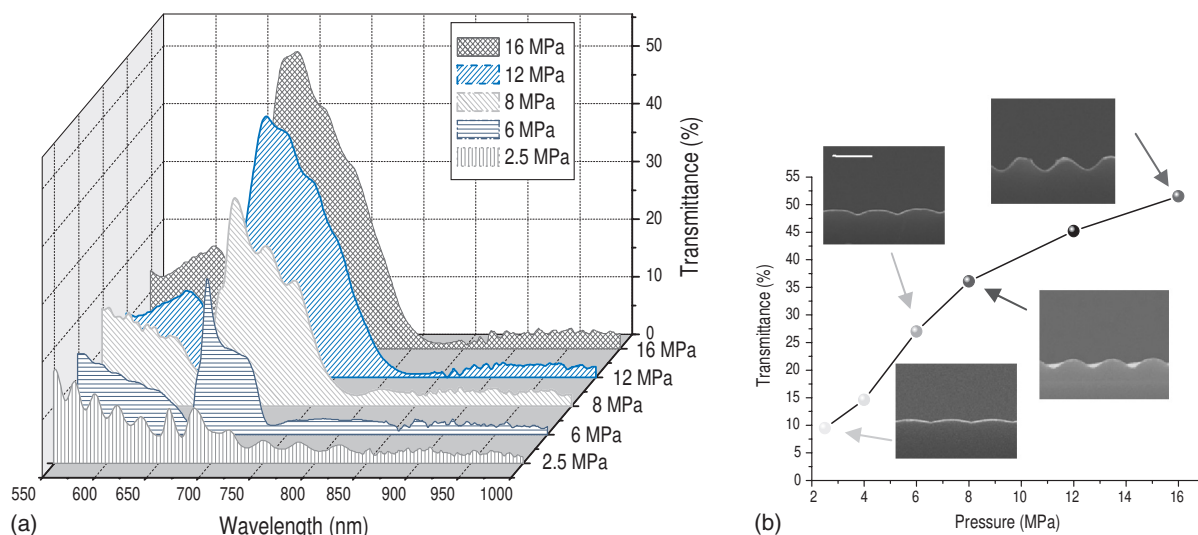 50
40
30
20
10
0
Transmittance (%)
16 MPa
12 MPa
8 MPa
6 MPa
2.5 MPa
16 MPa
12 MPa
8 MPa
6 MPa
2.5 MPa
550 600 650 700 750 800 850 900 950 1000
Wavelength (nm)
(a)
55
50
45
40
35
30
25
20
15
10
5
0
Transmittance (%)
2 4 6 8 10 12 14 16
Pressure (MPa)
(b)